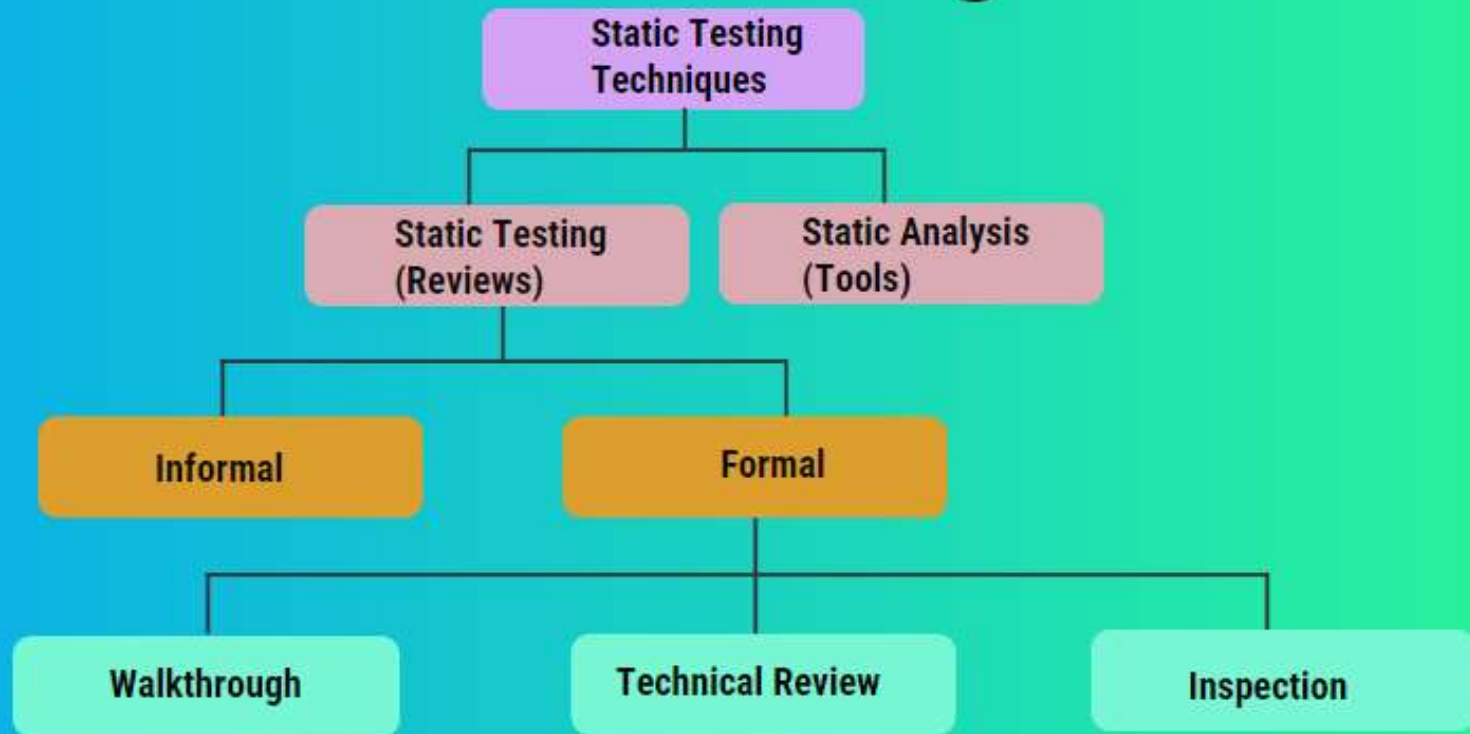 Static Testing
Techniques
Static Testing
(Reviews)
Static Analysis
(Tools)
Informal
Formal
Walkthrough
Technical Review
Inspection